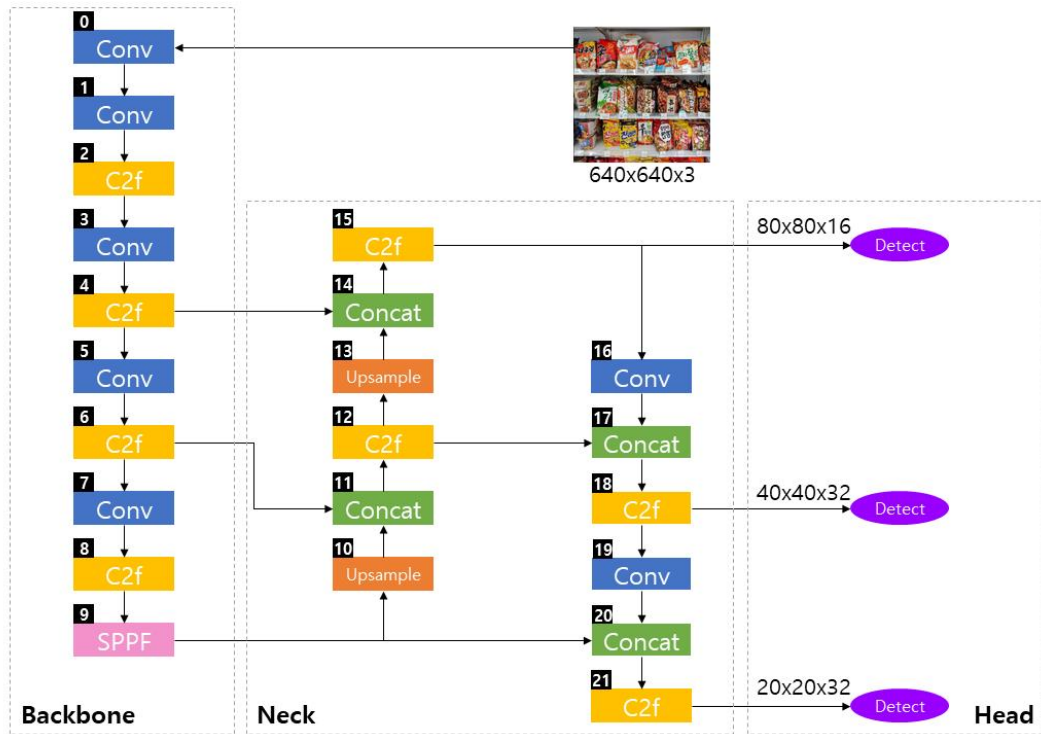 0
Conv
1
Conv
2
C2f
3
Conv
4
C2f
5
Conv
6
C2f
7
Conv
8
C2f
9
SPPF
Backbone
640x640x3
15
C2f
14
Concat
13
Upsample
12
C2f
11
Concat
10
Upsample
16
Conv
17
Concat
18
C2f
19
Conv
20
Concat
21
C2f
Neck
80x80x16
Detect
40x40x32
Detect
20x20x32
Detect
Head